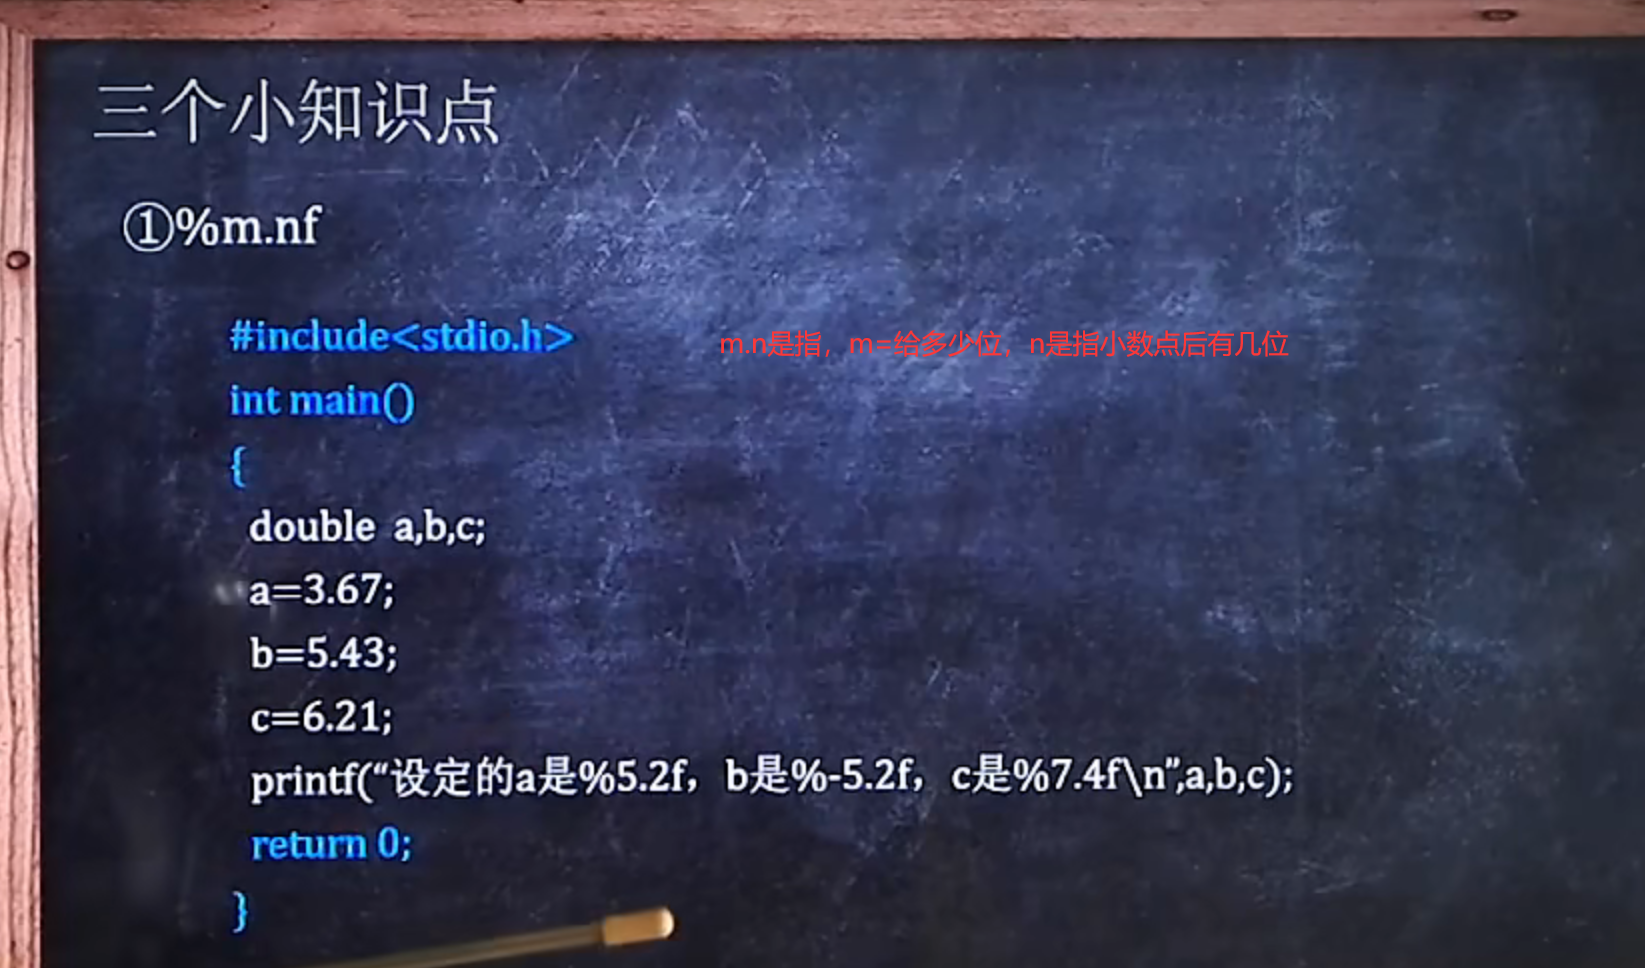 三个小知识点
①%m.nf
#include<stdio.h>
m.n是指，m=给多少位，n是指小数点后有几位
int main()
{
double a,b,c;
a=3.67;
b=5.43;
c=6.21;
printf(“设定的a是%5.2f，b是%-5.2f，c是%7.4f\n”,a,b,c);
return 0;
}